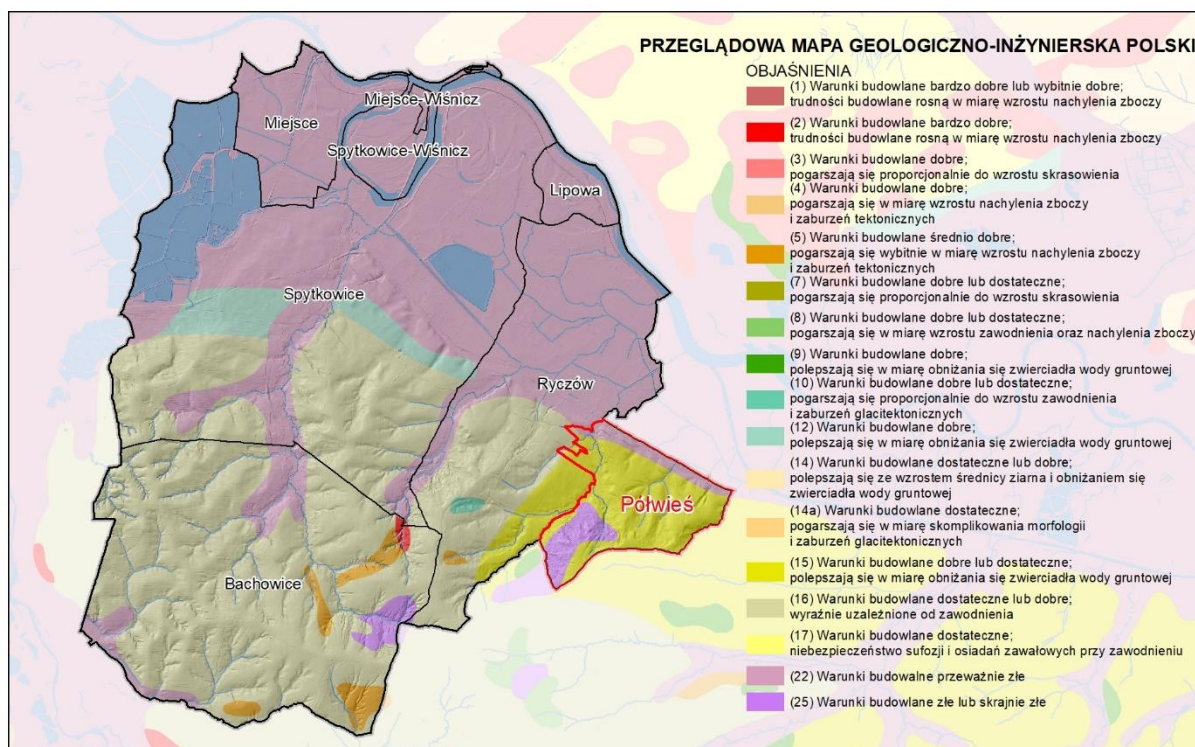 PRZEGLĄDOWA MAPA GEOLOGICZNO-INŻYNIERSKA POLSKI
OBJAŚNIENIA
(1) Warunki budowlane bardzo dobre lub wybitnie dobre;
trudności budowlane rosną w miarę wzrostu nachylenia zboczy
(2) Warunki budowlane bardzo dobre;
trudności budowlane rosną w miarę wzrostu nachylenia zboczy
(3) Warunki budowlane dobre;
pogarszają się proporcjonalnie do wzrostu skrasowienia
(4) Warunki budowlane dobre;
pogarszają się w miarę wzrostu nachylenia zboczy
i zaburzeń tektonicznych
(5) Warunki budowlane średnio dobre;
pogarszają się wybitnie w miarę wzrostu nachylenia zboczy
i zaburzeń tektonicznych
(7) Warunki budowlane dobre lub dostateczne;
pogarszają się proporcjonalnie do wzrostu skrasowienia
(8) Warunki budowlane dobre lub dostateczne;
pogarszają się w miarę wzrostu zawodnienia oraz nachylenia zboczy
(9) Warunki budowlane dobre;
polepszają się w miarę obniżania się zwierciadła wody gruntowej
(10) Warunki budowlane dobre lub dostateczne;
pogarszają się proporcjonalnie do wzrostu zawodnienia
i zaburzeń glacitektonicznych
(12) Warunki budowlane dobre;
polepszają się w miarę obniżania się zwierciadła wody gruntowej
(14) Warunki budowlane dostateczne lub dobre;
polepszają się ze wzrostem średnicy ziarna i obniżaniem się
zwierciadła wody gruntowej
(14a) Warunki budowlane dostateczne;
pogarszają się w miarę skomplikowania morfologii
i zaburzeń glacitektonicznych
(15) Warunki budowlane dobre lub dostateczne;
polepszają się w miarę obniżania się zwierciadła wody gruntowej
(16) Warunki budowlane dostateczne lub dobre;
wyraźnie uzależnione od zawodnienia
(17) Warunki budowlane dostateczne;
niebezpieczeństwo sufozji i osiadań zawałowych przy zawodnieniu
(22) Warunki budowalne przeważnie złe
(25) Warunki budowlane złe lub skrajnie złe
Miejsce-Wiśnicz
Miejsce
Spytkowice-Wiśnicz
Lipowa
Spytkowice
Ryczów
Półwieś
Bachowice